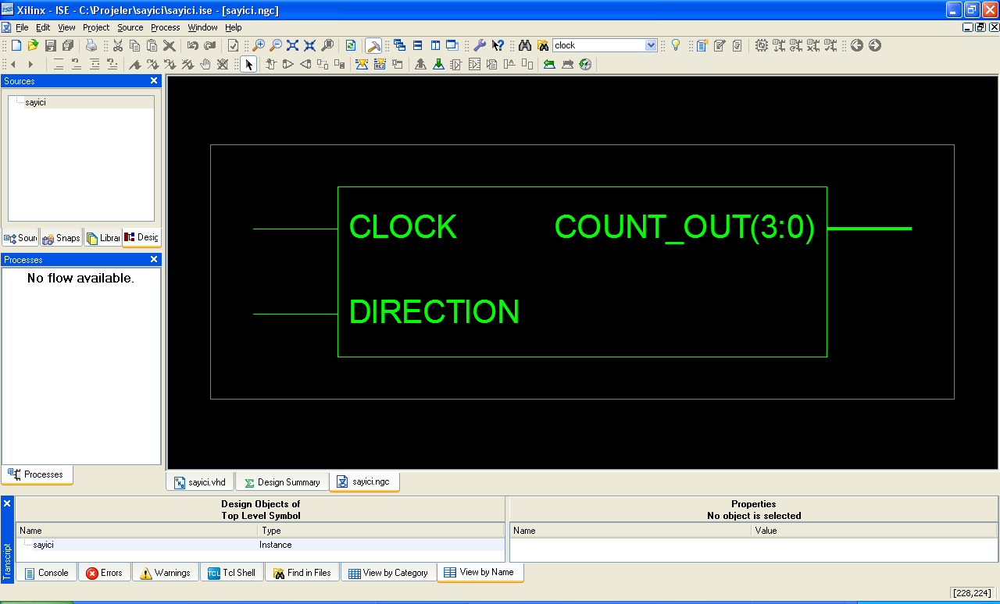 Xilinx - ISE - C:\Projeler\sayici\sayici.ise - [sayici.ngc]
File Edit View Project Source Process Window Help
clock
Sources
sayici
Sour Snaps Librar Desig
Processes
No flow available.
CLOCK COUNT_OUT(3:0)
DIRECTION
Processes
sayici.vhd Design Summary sayici.ngc
Design Objects of
Top Level Symbol
Properties
No object is selected
Name Type
Name Value
sayici Instance
Transcript
Console Errors Warnings Tcl Shell Find in Files View by Category View by Name
[228,224]